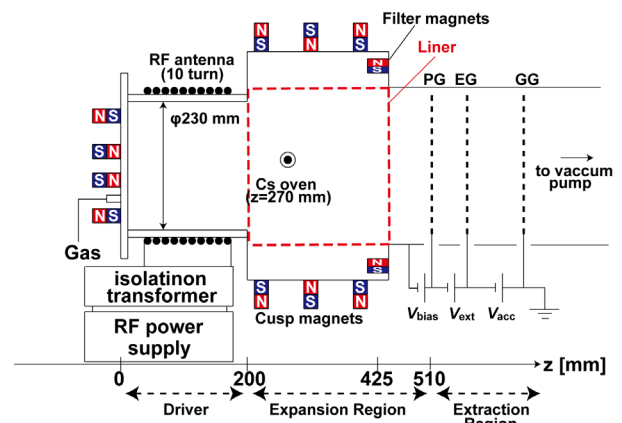 N N N
S S S
Filter magnets
RF antenna
(10 turn)
Liner
N
S
PG EG GG
N S
φ230 mm
N S
N S
N S
Cs oven
(z=270 mm)
to vaccum
pump
Gas
N
S
isolatinon
transformer
S S S
N N N
Cusp magnets
Vbias Vext Vacc
RF power
supply
z [mm]
0 200 425 510
Driver Expansion Region Extraction
Region